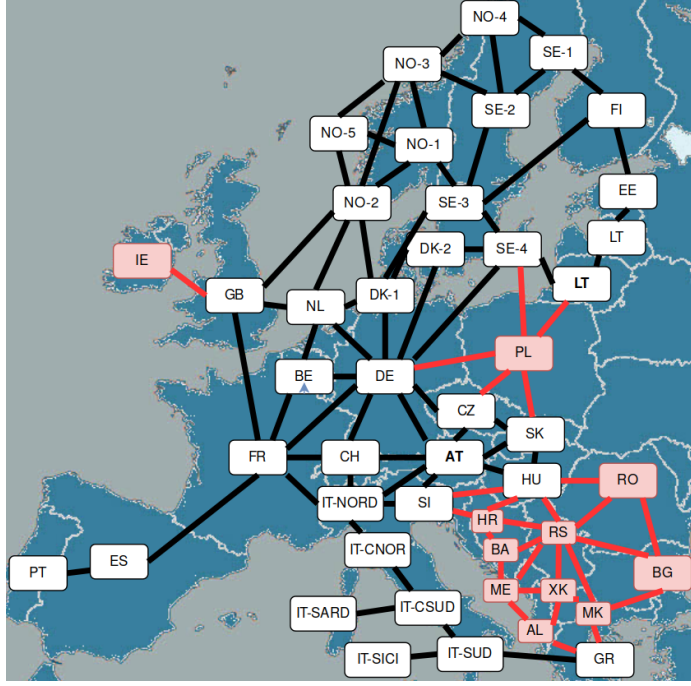 NO-4
SE-1
NO-3
SE-2
FI
NO-5
NO-1
EE
NO-2
SE-3
LT
DK-2
SE-4
IE
LT
GB
NL
DK-1
PL
BE
DE
CZ
SK
FR
CH
AT
HU
RO
IT-NORD
SI
HR
RS
IT-CNOR
BA
ES
PT
BG
ME
XK
IT-SARD
IT-CSUD
MK
AL
IT-SICI
IT-SUD
GR